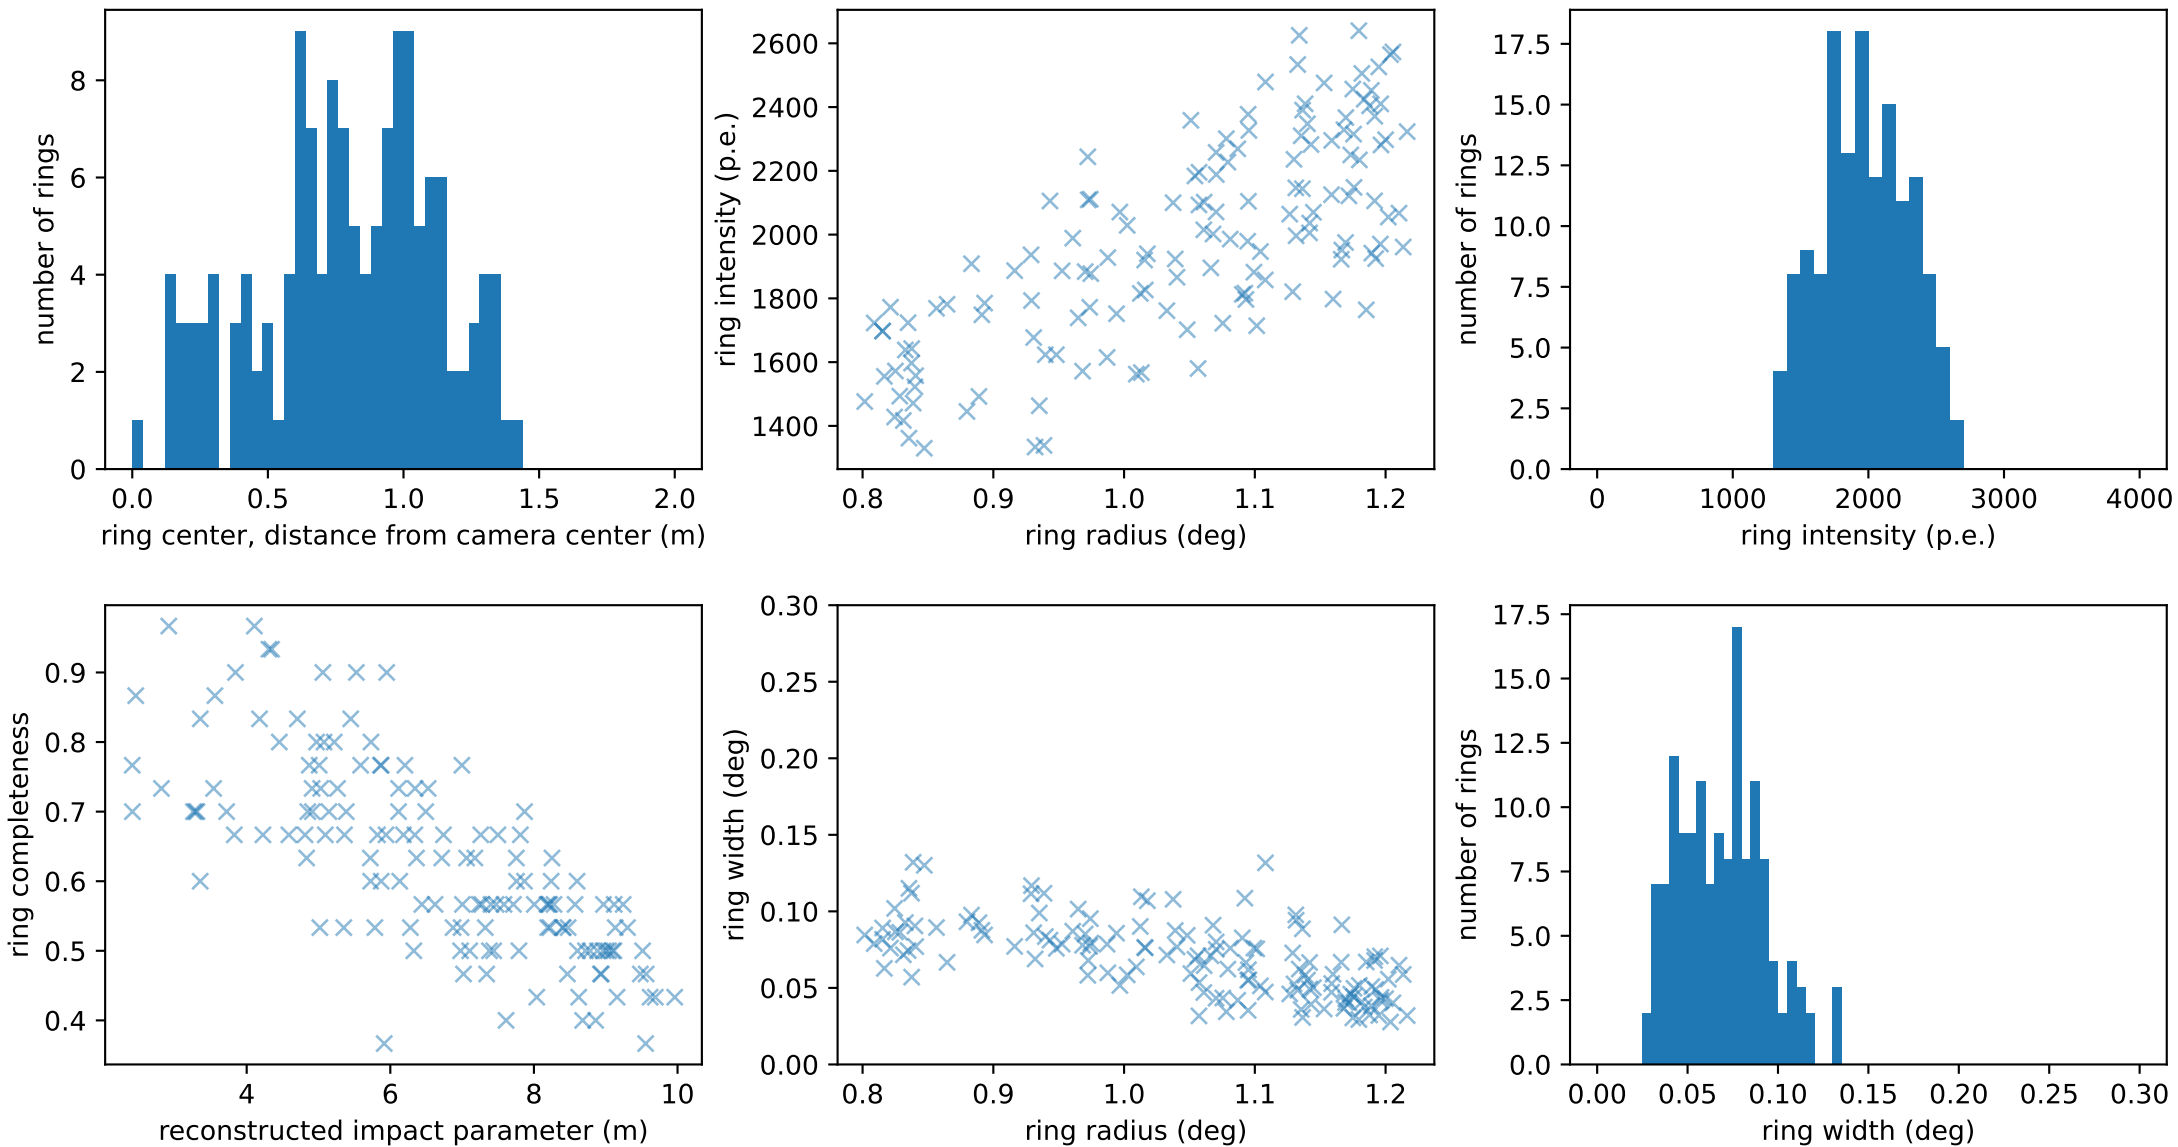 number of rings
8
6
4
2
0
0.0 0.5 1.0 1.5 2.0
ring center, distance from camera center (m)
ring intensity (p.e.)
2600
2400
2200
2000
1800
1600
1400
0.8 0.9 1.0 1.1 1.2
ring radius (deg)
number of rings
17.5
15.0
12.5
10.0
7.5
5.0
2.5
0.0
0 1000 2000 3000 4000
ring intensity (p.e.)
ring completeness
0.9
0.8
0.7
0.6
0.5
0.4
4 6 8 10
reconstructed impact parameter (m)
ring width (deg)
0.30
0.25
0.20
0.15
0.10
0.05
0.00
0.8 0.9 1.0 1.1 1.2
ring radius (deg)
number of rings
17.5
15.0
12.5
10.0
7.5
5.0
2.5
0.0
0.00 0.05 0.10 0.15 0.20 0.25 0.30
ring width (deg)